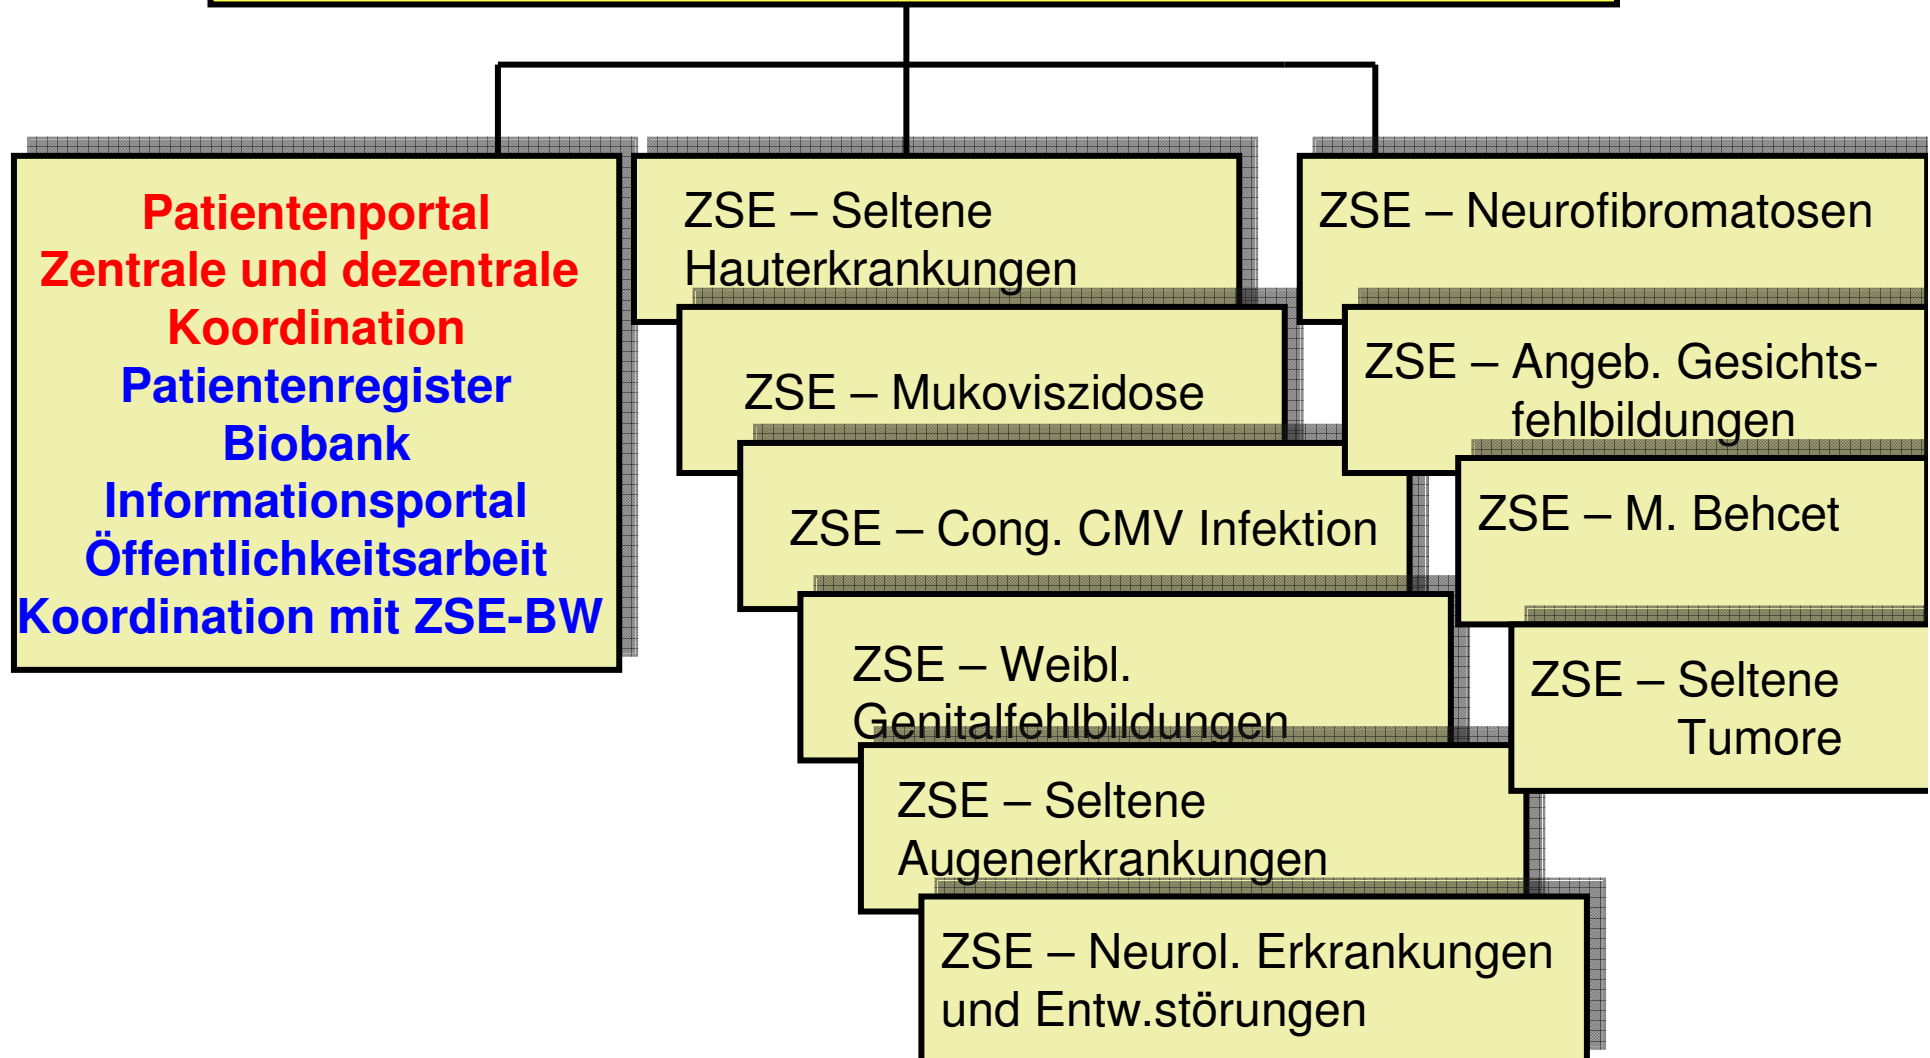 Patientenportal
Zentrale und dezentrale
Koordination
Patientenregister
Biobank
Informationsportal
Öffentlichkeitsarbeit
Koordination mit ZSE-BW
ZSE – Seltene
Hauterkrankungen
ZSE – Mukoviszidose
ZSE – Cong. CMV Infektion
ZSE – Weibl.
Genitalfehlbildungen
ZSE – Seltene
Augenerkrankungen
ZSE – Neurol. Erkrankungen
und Entw.störungen
ZSE – Neurofibromatosen
ZSE – Angeb. Gesichts-
fehlbildungen
ZSE – M. Behcet
ZSE – Seltene
Tumore